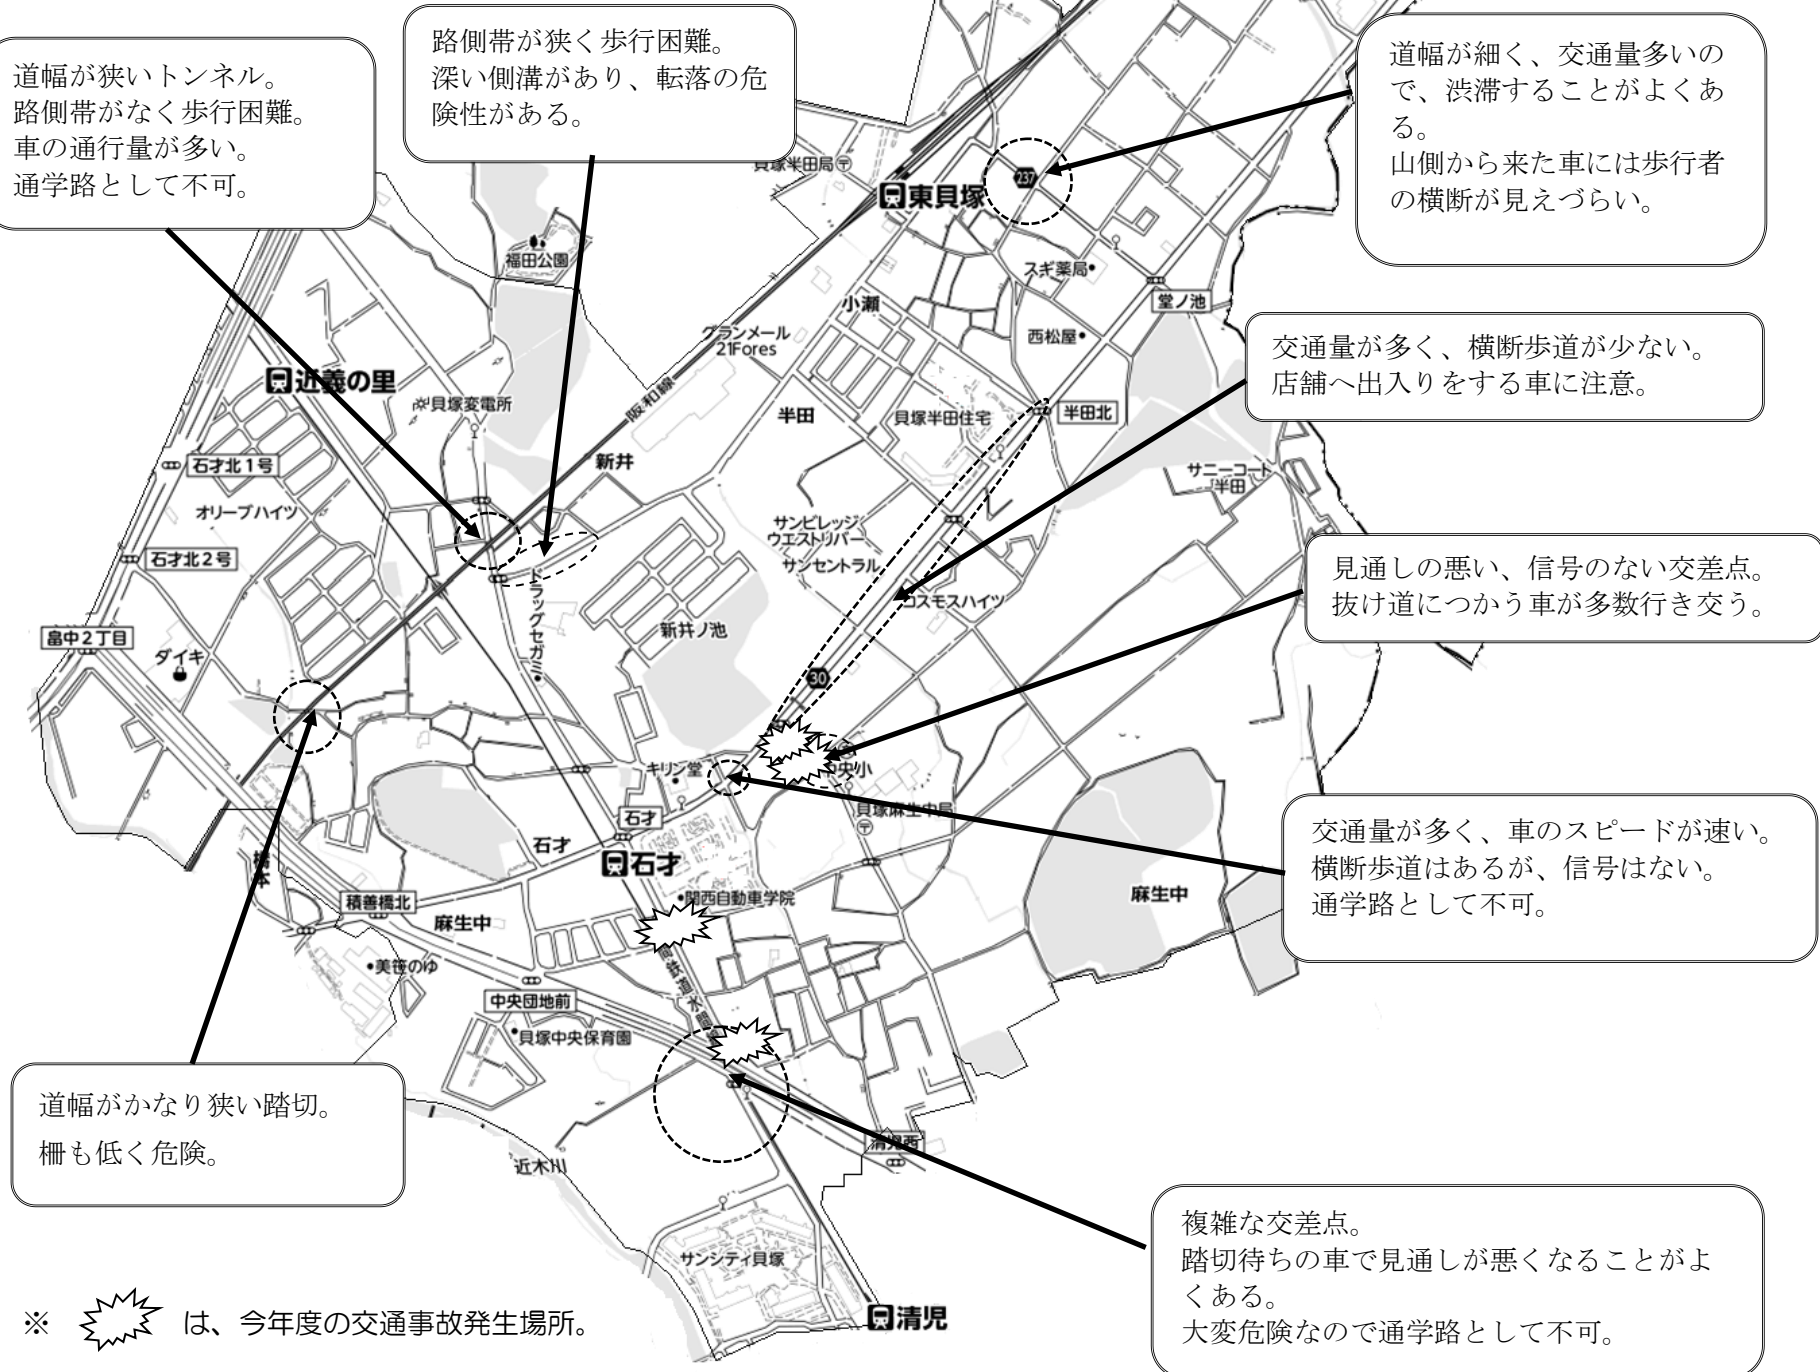 道幅が狭いトンネル。
路側帯がなく歩行困難。
車の通行量が多い。
通学路として不可。
路側帯が狭く歩行困難。
深い側溝があり、転落の危
険性がある。
道幅が細く、交通量多いの
で、渋滞することがよくあ
る。
山側から来た車には歩行者
の横断が見えづらい。
貝塚半田局
東貝塚
237
福田公園
スギ薬局
堂ノ池
小瀬
西松屋
グランメール
21Fores
交通量が多く、横断歩道が少ない。
店舗へ出入りをする車に注意。
近義の里
貝塚変電所
阪和線
半田
貝塚半田住宅
半田北
新井
石才北1号
サニーコート
半田
オリーブハイツ
サンビレッジ
ウエストリバー
サンセントラル
石才北2号
ドラッグセガミ
コスモスハイツ
見通しの悪い、信号のない交差点。
抜け道につかう車が多数行き交う。
新井ノ池
畠中2丁目
ダイキ
30
キリン堂
中央小
貝塚麻生中局
石才
石才
石才
交通量が多く、車のスピードが速い。
横断歩道はあるが、信号はない。
通学路として不可。
橋本
積善橋北
麻生中
関西自動車学院
麻生中
美笹のゆ
中央団地前
貝塚中央保育園
水間
道幅がかなり狭い踏切。
柵も低く危険。
近木川
清児西
複雑な交差点。
踏切待ちの車で見通しが悪くなることがよ
くある。
大変危険なので通学路として不可。
サンシティ貝塚
清児
※ は、今年度の交通事故発生場所。